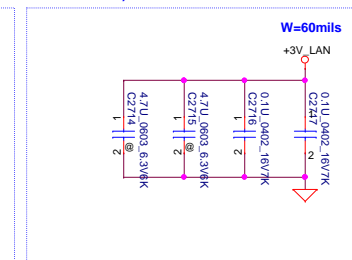 W=60mils
+3V_LAN
4.7U_0603_6.3V6K
C2714
1
2
@
4.7U_0603_6.3V6K
C2715
1
2
@
0.1U_0402_16V7K
C2716
1
2
0.1U_0402_16V7K
C2717
1
2